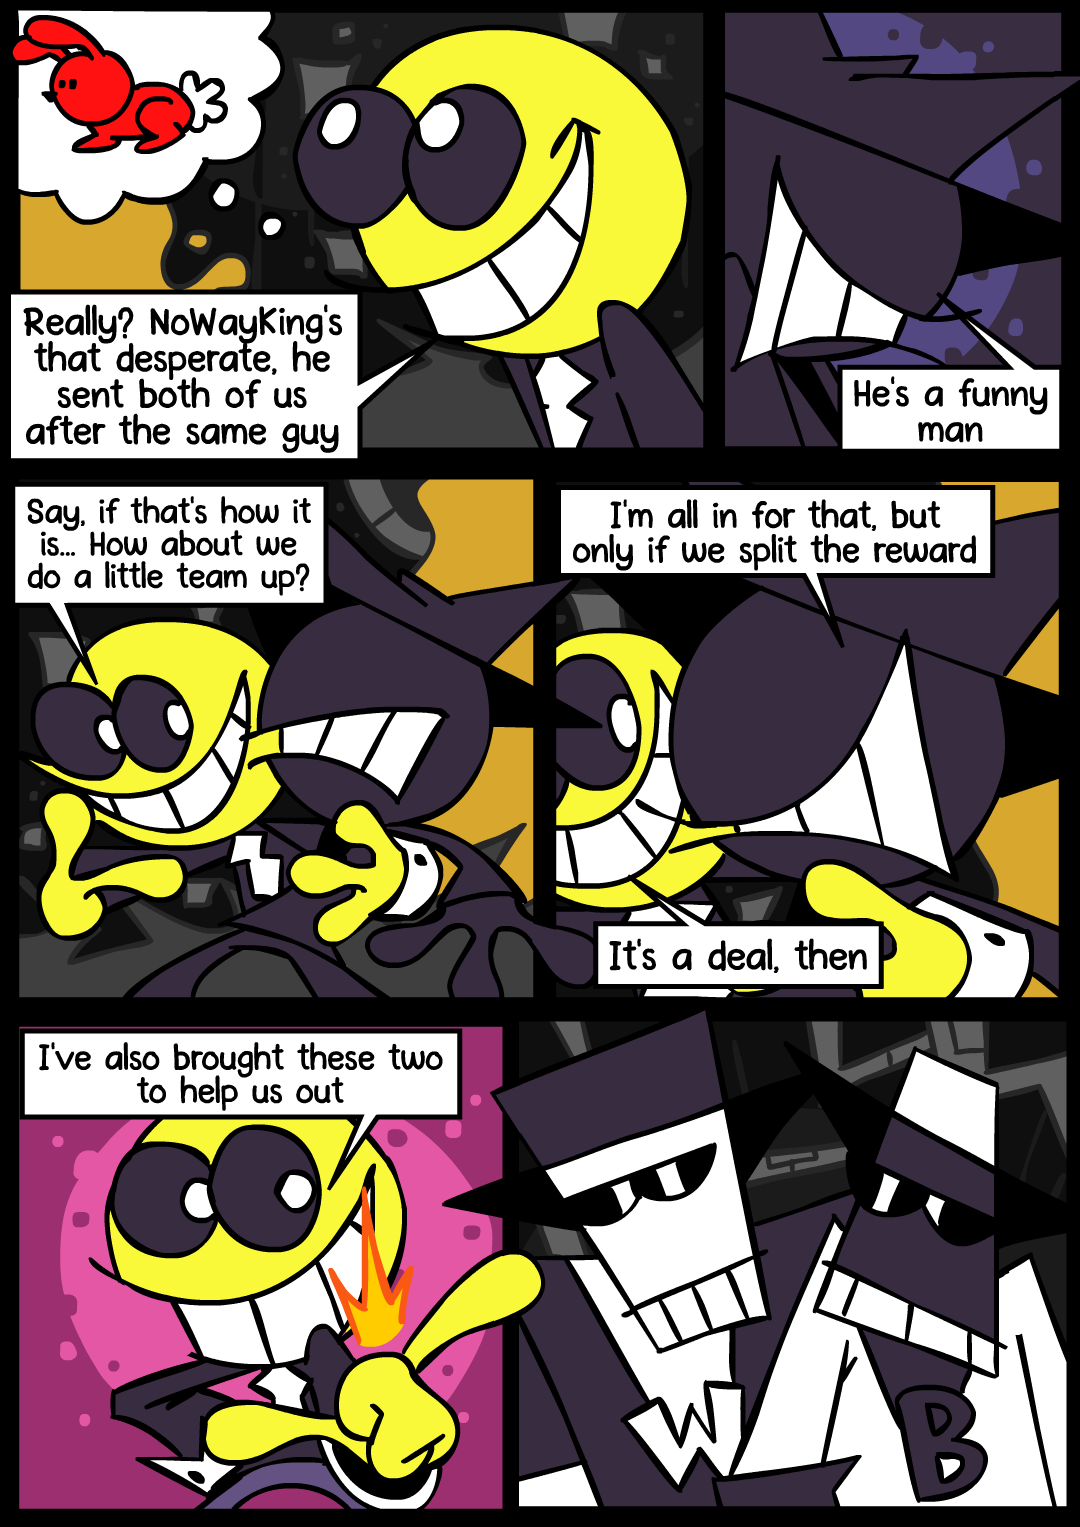 Really? NoWayKing's
that desperate, he
sent both of us
after the same guy
He's a funny
man
Say, if that's how it
is... How about we
do a little team up?
I'm all in for that, but
only if we split the reward
It's a deal, then
I've also brought these two
to help us out
W
B